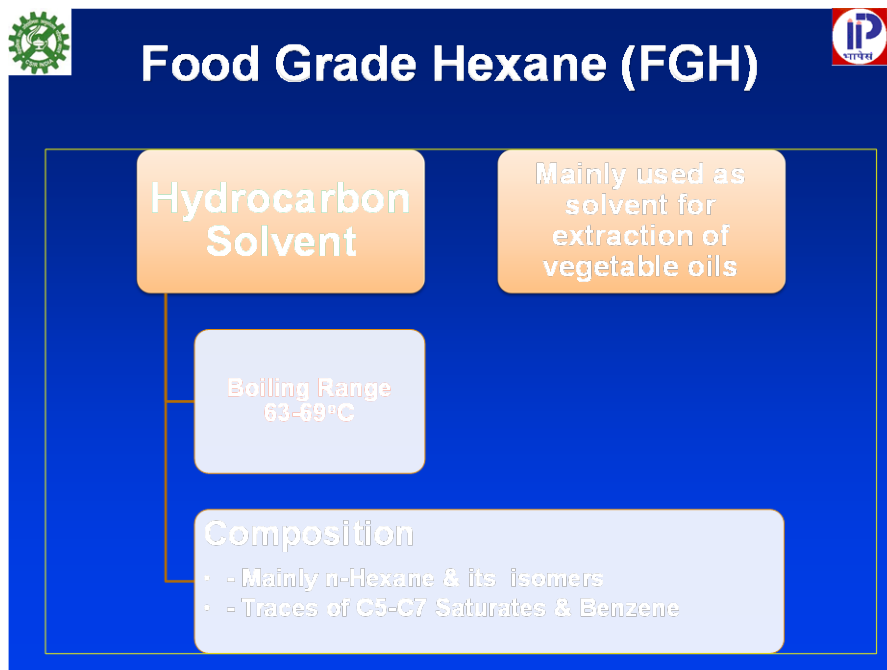 Food Grade Hexane (FGH)
भापेसं
Hydrocarbon
Solvent
Mainly used as
solvent for
extraction of
vegetable oils
Boiling Range
63-69°C
Composition
· - Mainly n-Hexane & its isomers
· - Traces of C5-C7 Saturates & Benzene